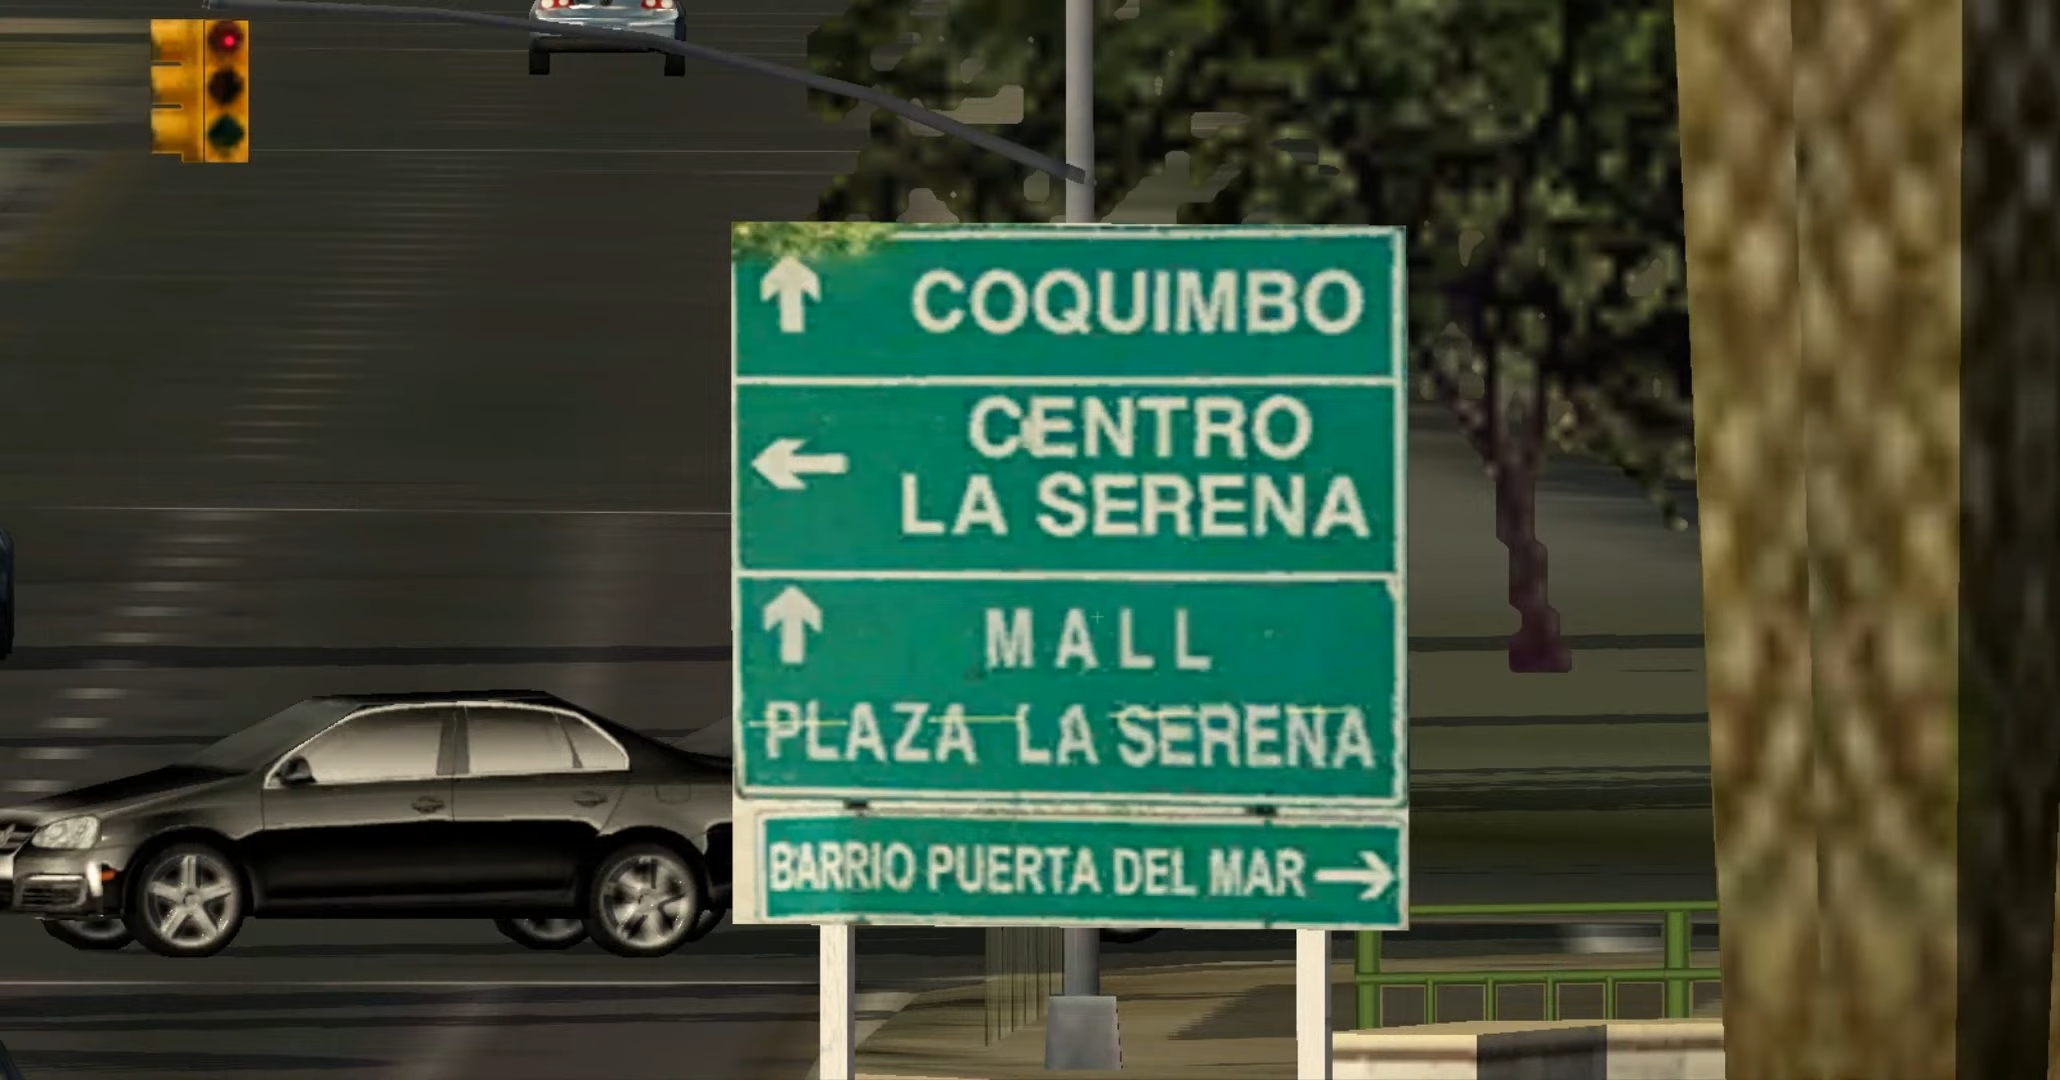 COQUIMBO
CENTRO
LA SERENA
MALL
PLAZA LA SERENA
BARRIO PUERTA DEL MAR